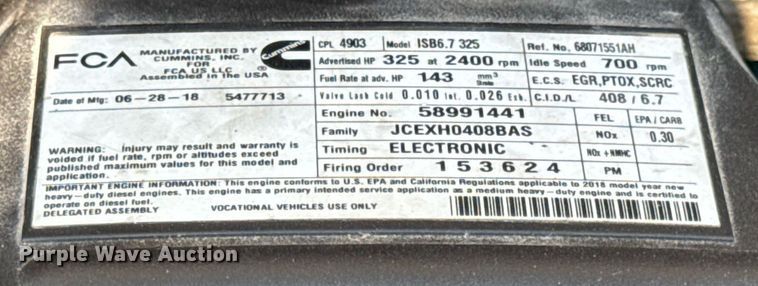 FCA
MANUFACTURED BY
CUMMINS, INC.
FOR
FCA US LLC
Assembled in the USA
Cummins
CPL 4903 Model ISB6.7 325 Ref. No. 68071551AH
Advertised HP 325 at 2400 rpm Idle Speed 700 rpm
Fuel Rate at adv. HP 143 mm³ E.C.S. EGR,PTOX,SCRC
Date of Mfg: 06-28-18 5477713
Valve Lash Cold 0.010 Int. 0.026 Exh. C.I.D./L 408 / 6.7
Engine No. 58991441 FEL EPA / CARB
Family JCEXH0408BAS NOx 0.30
Timing ELECTRONIC NOx +NMHC
Firing Order 1 5 3 6 2 4 PM
WARNING: Injury may result and warranty is
voided if fuel rate, rpm or altitudes exceed
published maximum values for this model and
application.
IMPORTANT ENGINE INFORMATION: This engine conforms to U.S. EPA and California Regulations applicable to 2018 model year new
heavy-duty diesel engines. This engine has a primary intended service application as a medium heavy-duty engine and is certified to
operate on diesel fuel.
DELEGATED ASSEMBLY VOCATIONAL VEHICLES USE ONLY
Purple Wave Auction